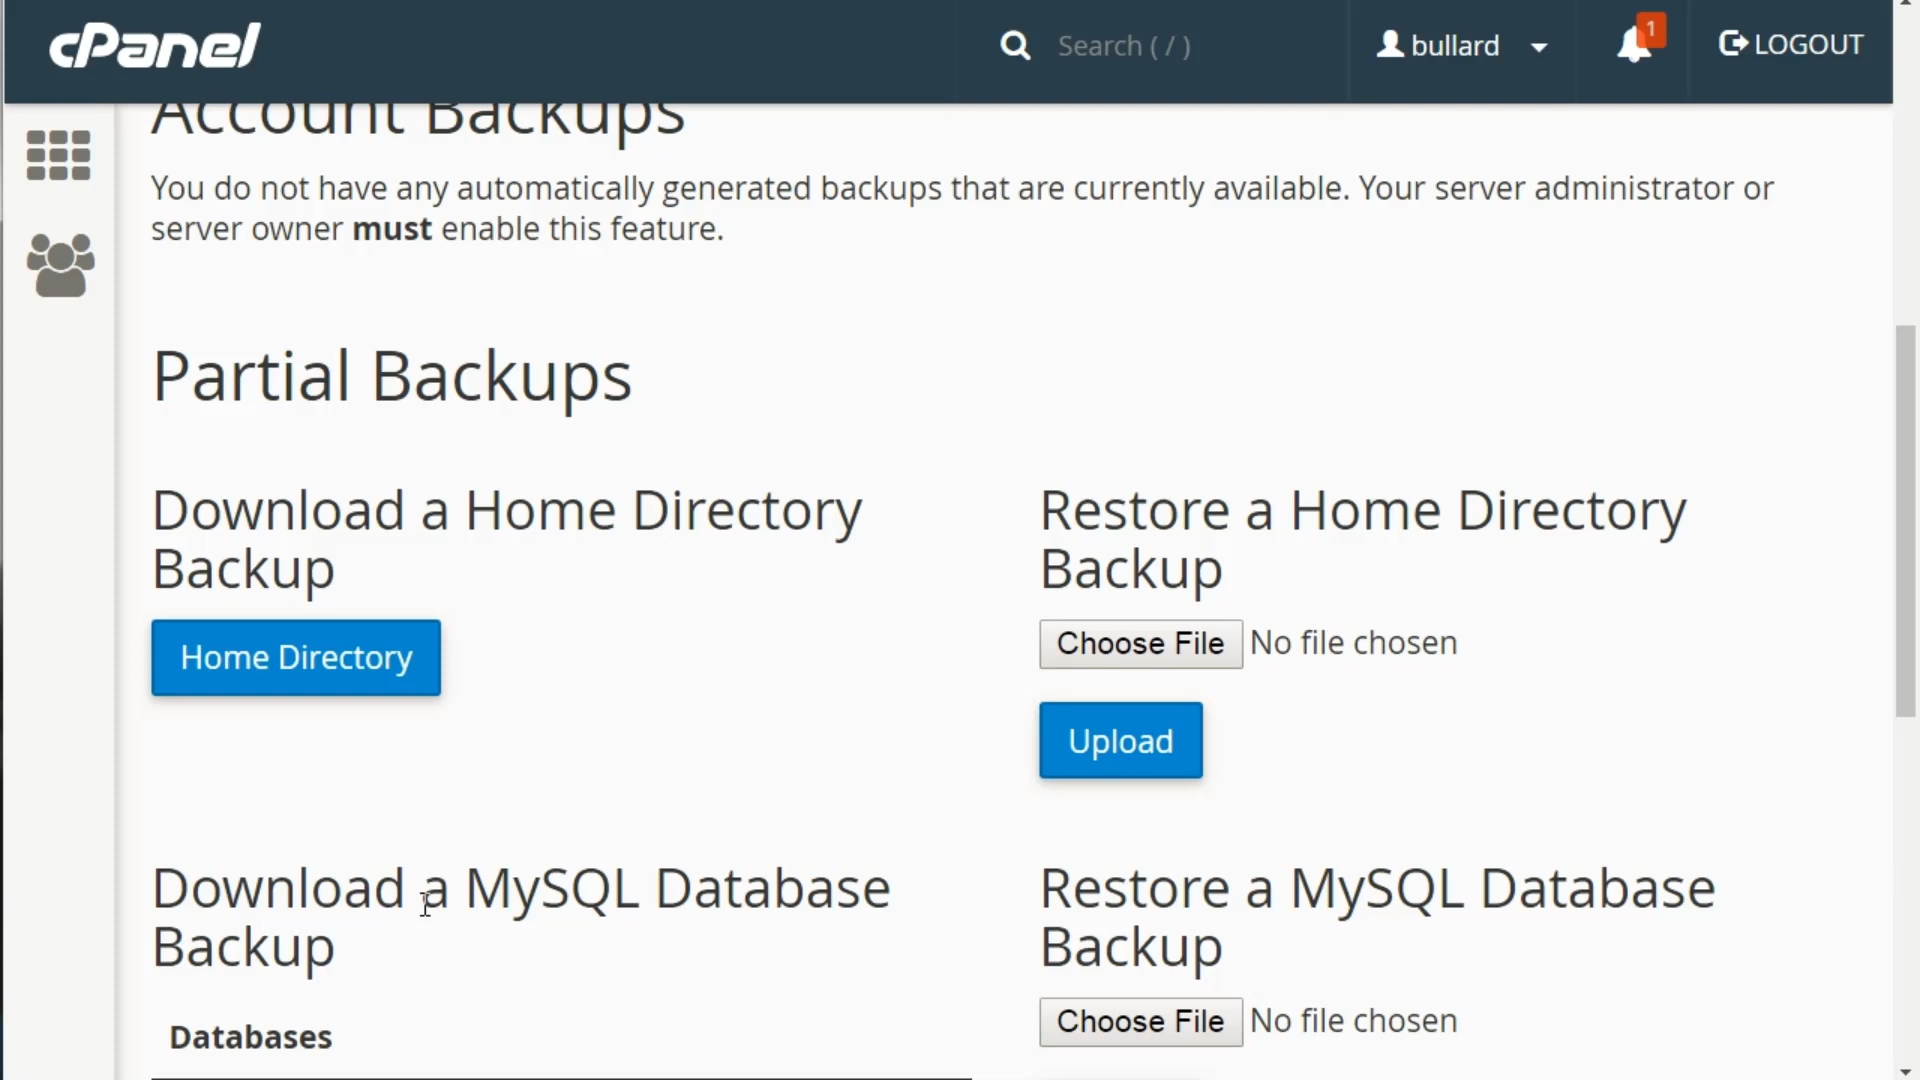 cPanel
Search ( / )
bullard
1
LOGOUT
Account Backups
You do not have any automatically generated backups that are currently available. Your server administrator or
server owner must enable this feature.
Partial Backups
Download a Home Directory
Backup
Home Directory
Restore a Home Directory
Backup
Choose File No file chosen
Upload
Download a MySQL Database
Backup
Databases
Restore a MySQL Database
Backup
Choose File No file chosen